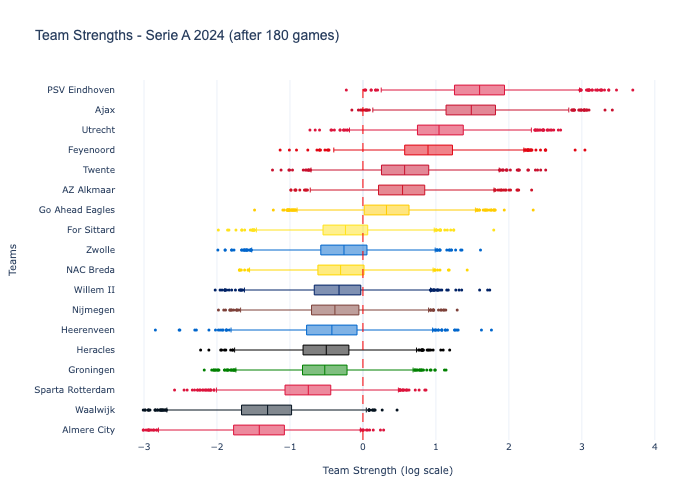 Team Strengths - Serie A 2024 (after 180 games)
PSV Eindhoven
Ajax
Utrecht
Feyenoord
Twente
AZ Alkmaar
Go Ahead Eagles
For Sittard
Zwolle
NAC Breda
Willem II
Nijmegen
Heerenveen
Heracles
Groningen
Sparta Rotterdam
Waalwijk
Almere City
Teams
−3 −2 −1 0 1 2 3 4
Team Strength (log scale)